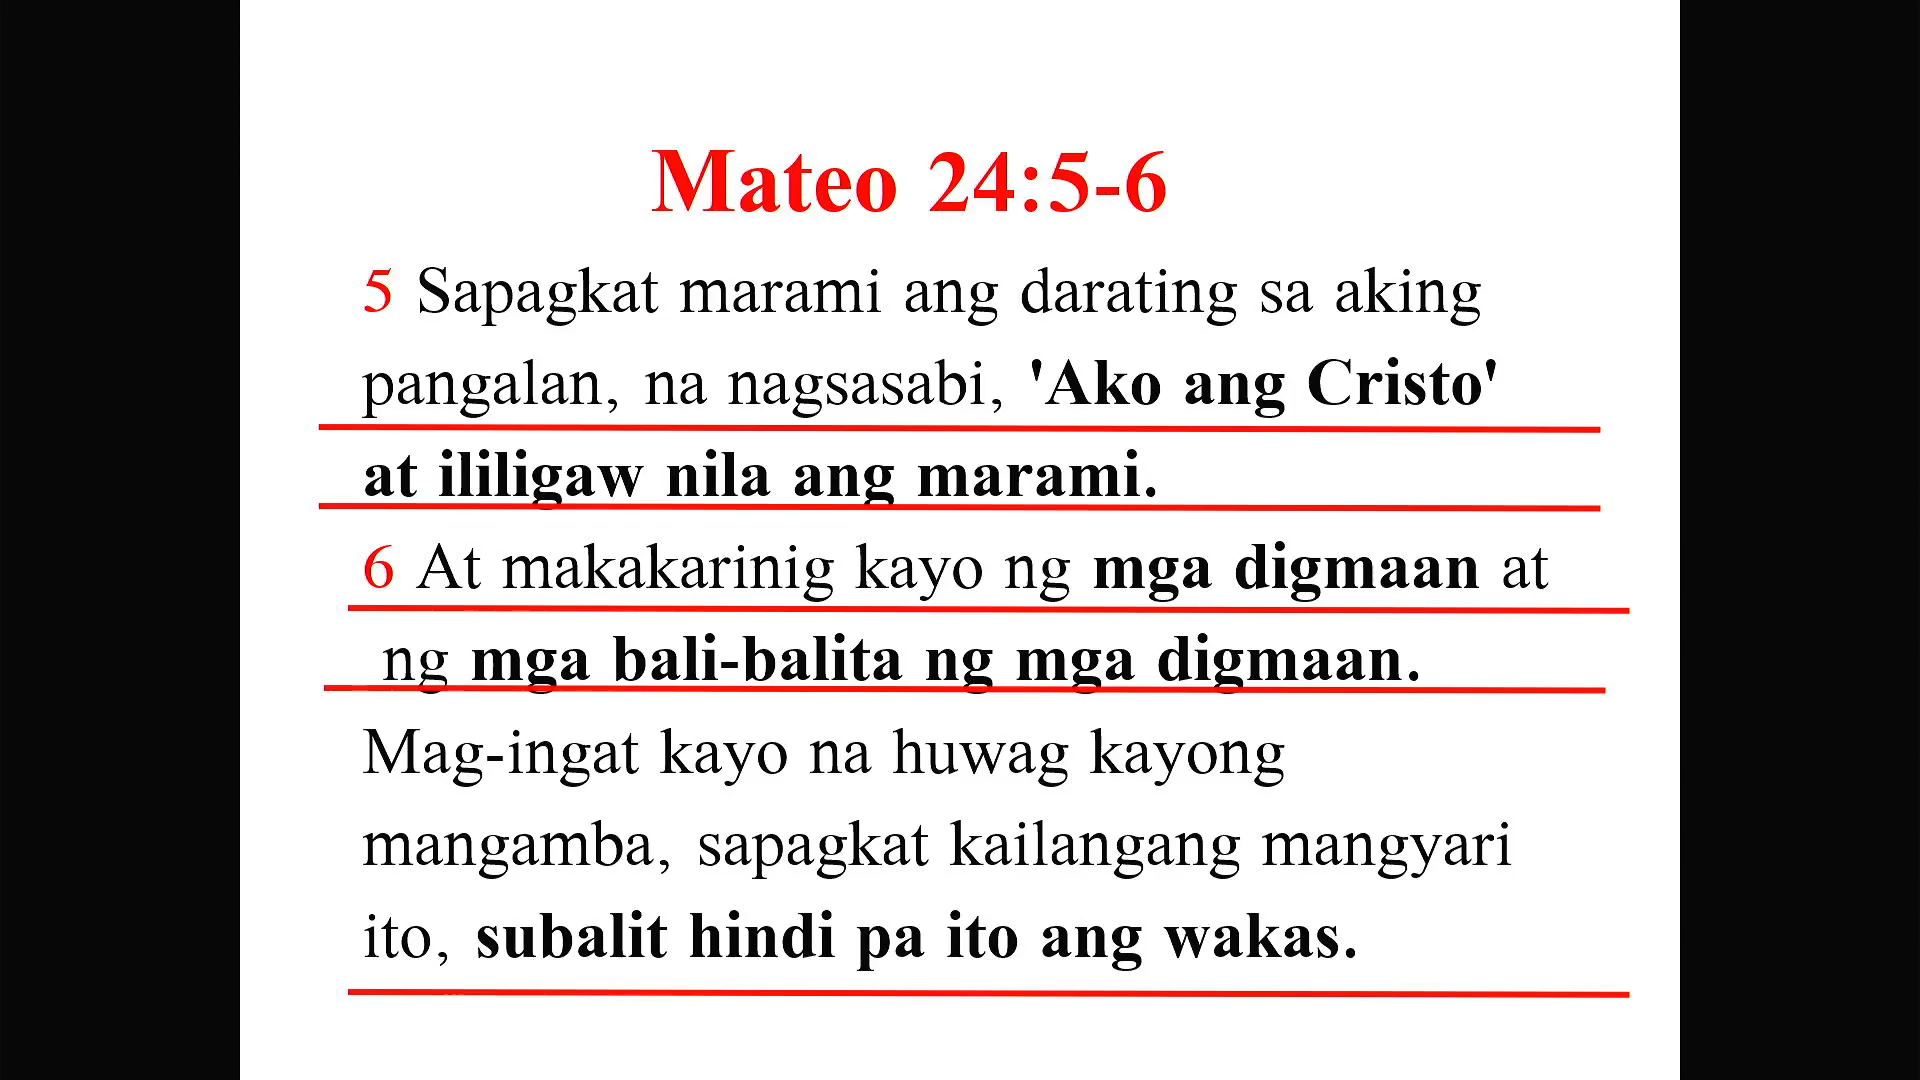 Mateo 24:5-6
5 Sapagkat marami ang darating sa aking
pangalan, na nagsasabi, 'Ako ang Cristo'
at ililigaw nila ang marami.
6 At makakarinig kayo ng mga digmaan at
ng mga bali-balita ng mga digmaan.
Mag-ingat kayo na huwag kayong
mangamba, sapagkat kailangang mangyari
ito, subalit hindi pa ito ang wakas.